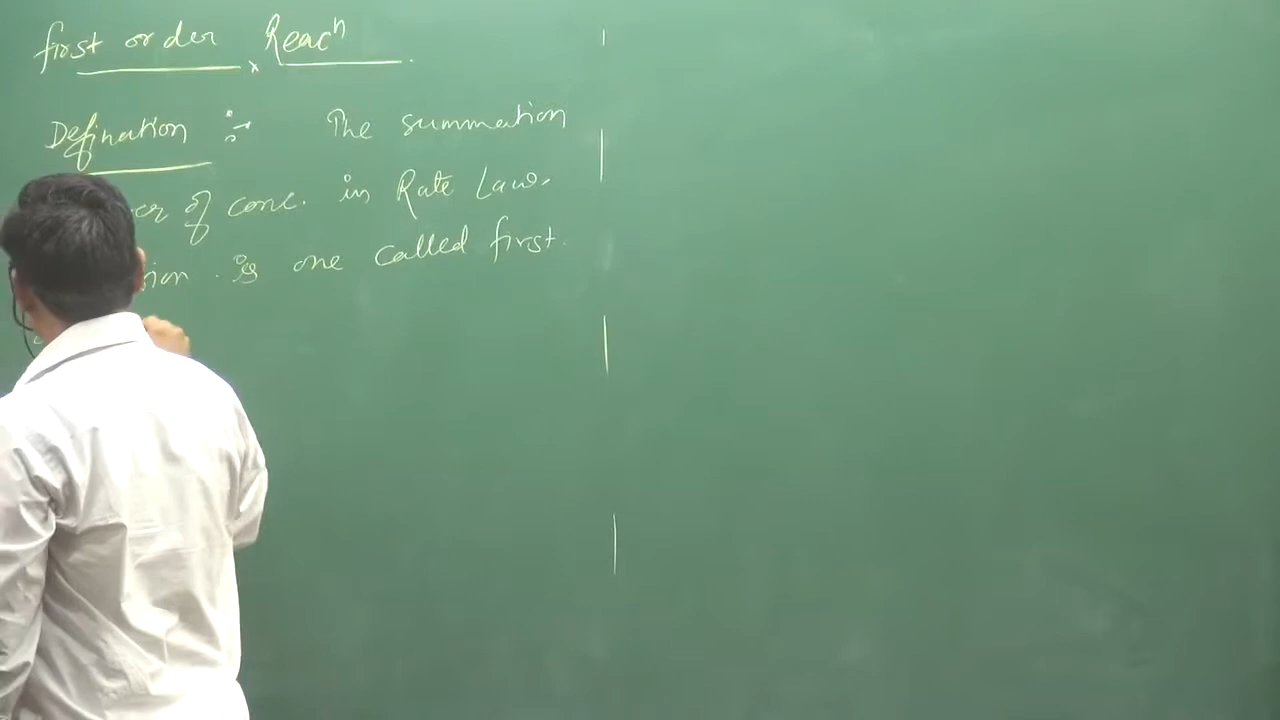 first order Reacⁿ
Defination :- The summation
of conc. in Rate Law.
is one called first.